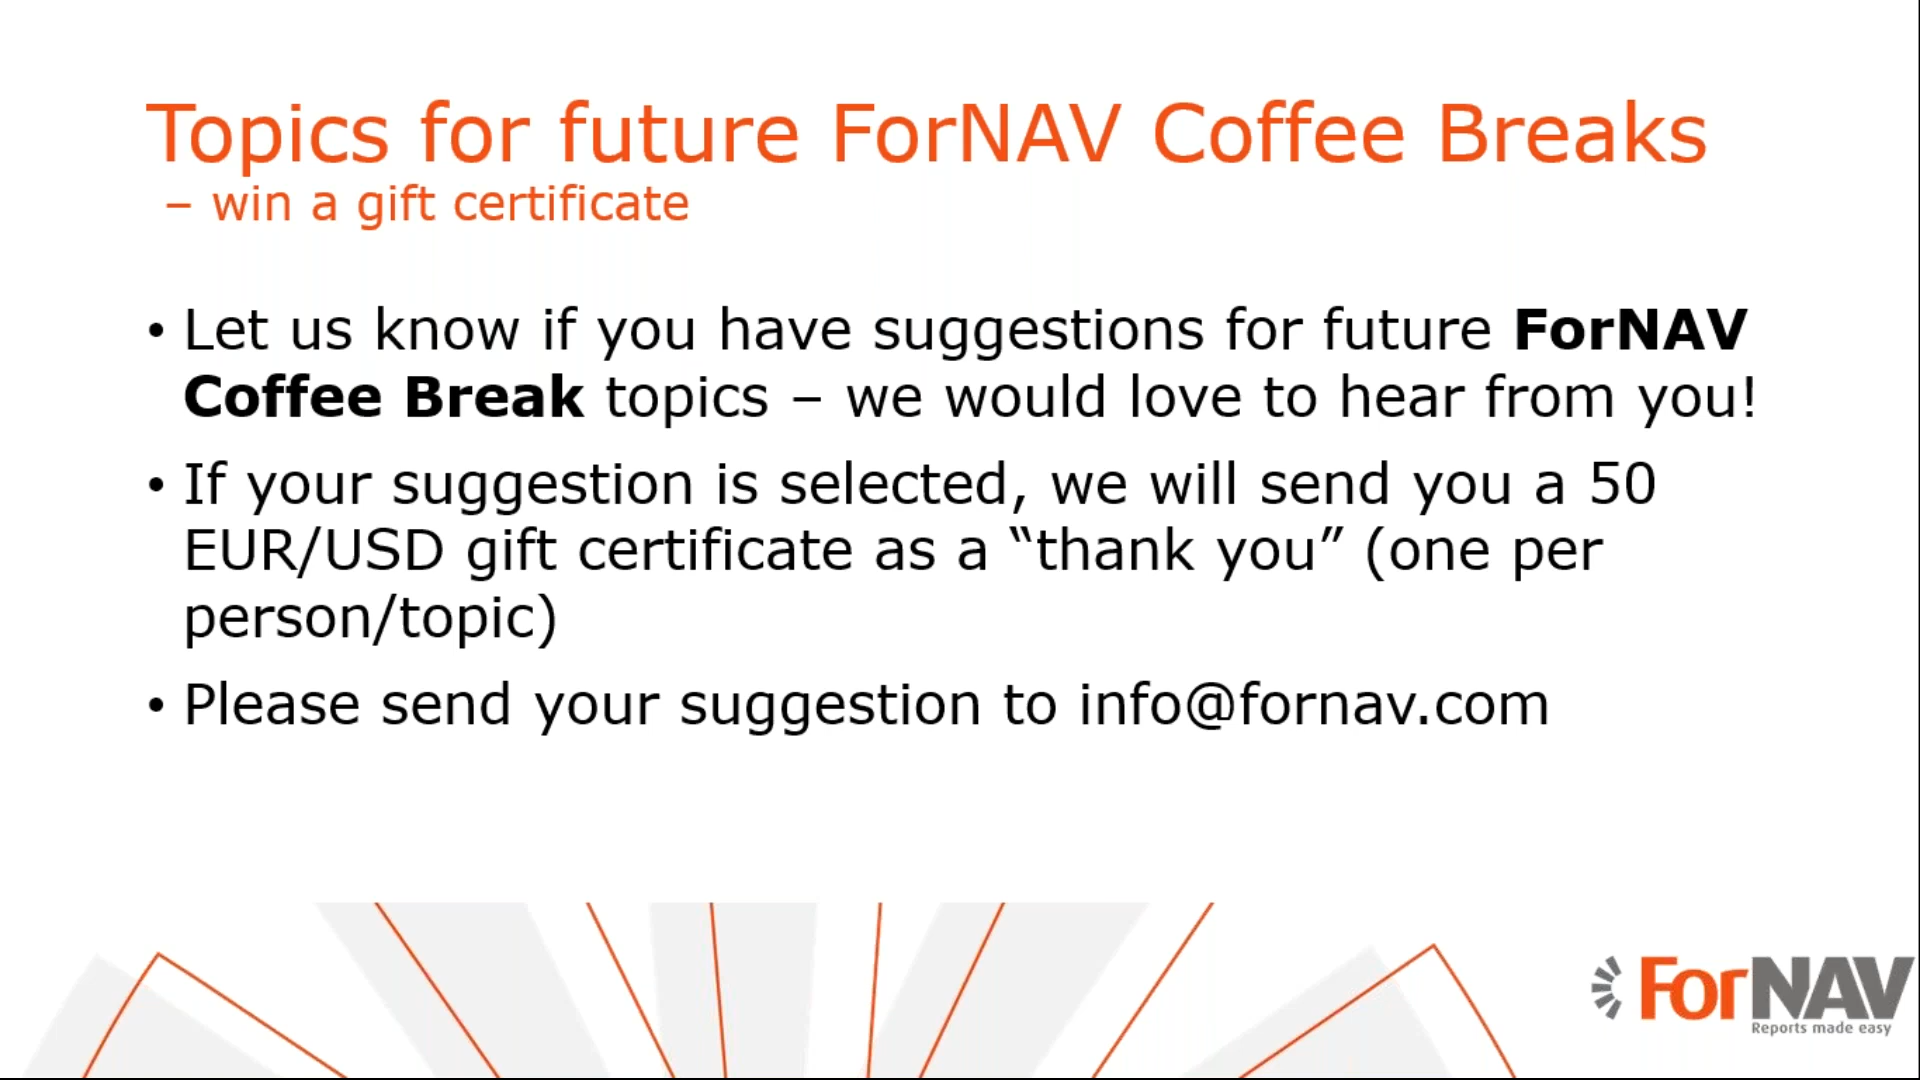 Topics for future ForNAV Coffee Breaks
– win a gift certificate
• Let us know if you have suggestions for future ForNAV
Coffee Break topics – we would love to hear from you!
• If your suggestion is selected, we will send you a 50
EUR/USD gift certificate as a “thank you” (one per
person/topic)
• Please send your suggestion to info@fornav.com
ForNAV
Reports made easy